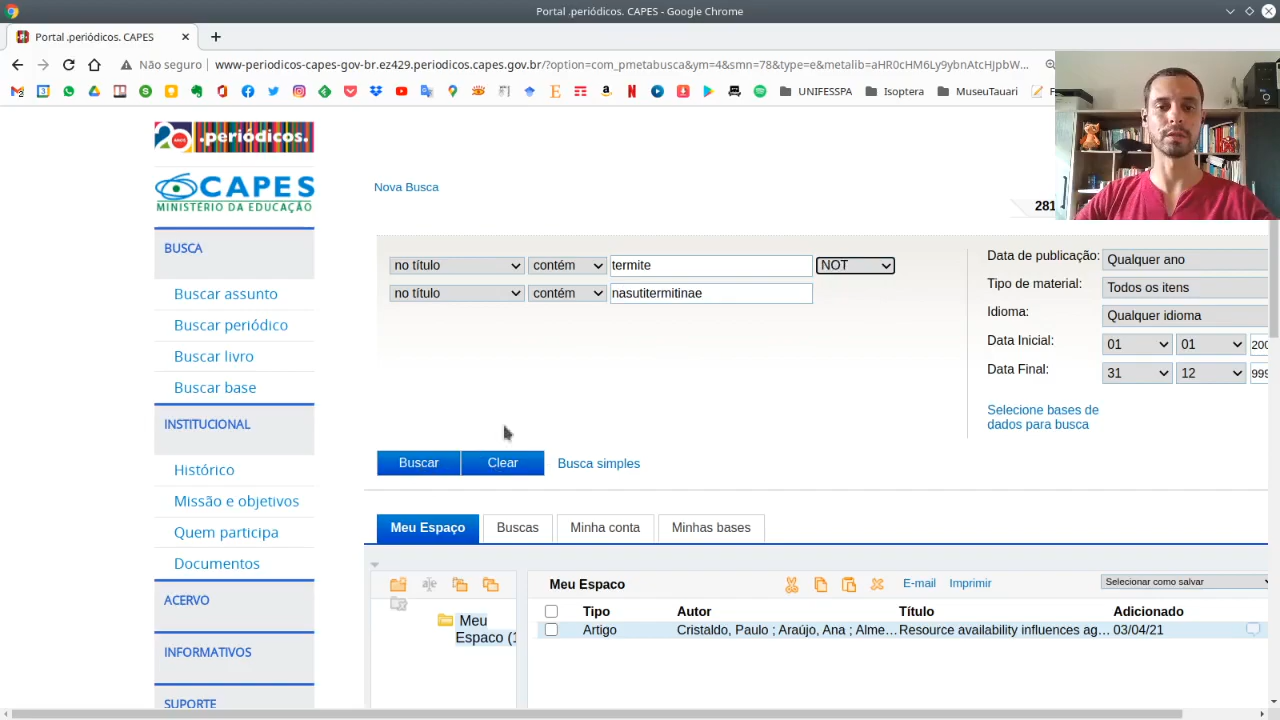 Portal .periódicos. CAPES - Google Chrome
Portal .periódicos. CAPES
Não seguro
www-periodicos-capes-gov-br.ez429.periodicos.capes.gov.br/?option=com_pmetabusca&ym=4&smn=78&type=e&metalib=aHR0cHM6Ly9ybnAtcHJpbW...
UNIFESSPA
Isoptera
MuseuTauari
.periódicos.
CAPES
MINISTÉRIO DA EDUCAÇÃO
Nova Busca
281
BUSCA
Buscar assunto
Buscar periódico
Buscar livro
Buscar base
INSTITUCIONAL
Histórico
Missão e objetivos
Quem participa
Documentos
ACERVO
INFORMATIVOS
SUPORTE
no título contém termite NOT
no título contém nasutitermitinae
Data de publicação: Qualquer ano
Tipo de material: Todos os itens
Idioma: Qualquer idioma
Data Inicial: 01 01 200
Data Final: 31 12 999
Selecione bases de
dados para busca
Buscar Clear Busca simples
Meu Espaço Buscas Minha conta Minhas bases
Meu
Espaco (1
Meu Espaco
E-mail Imprimir Selecionar como salvar
Tipo Autor Título Adicionado
Artigo Cristaldo, Paulo ; Araújo, Ana ; Alme... Resource availability influences ag... 03/04/21